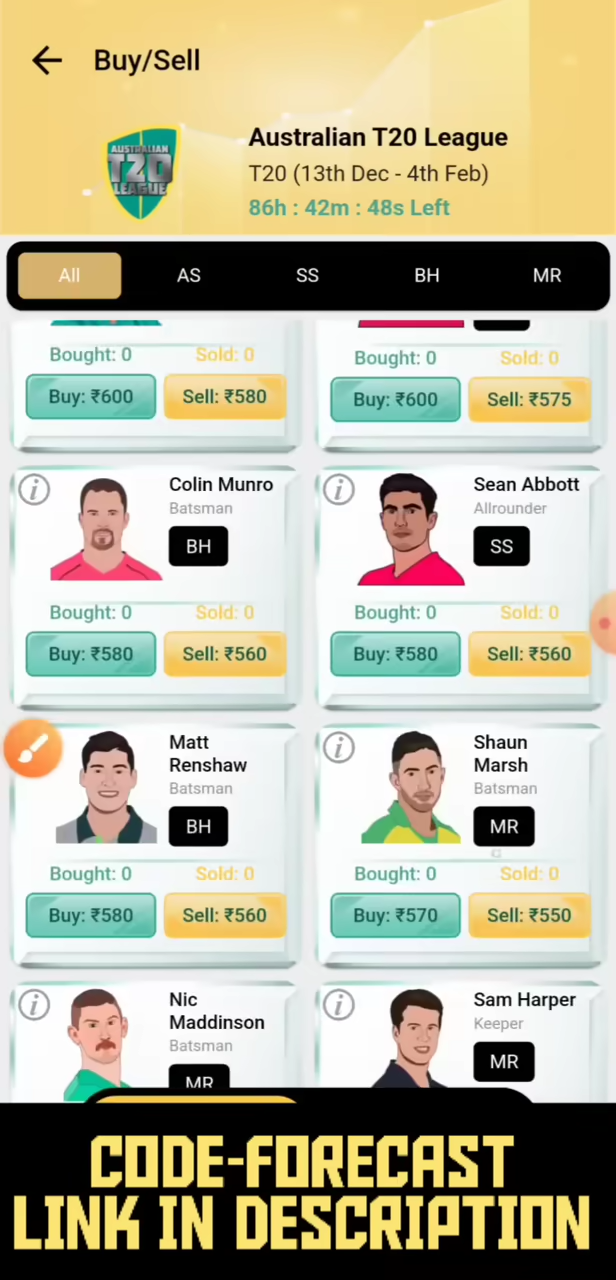 Buy/Sell
AUSTRALIAN
T20
LEAGUE
Australian T20 League
T20 (13th Dec - 4th Feb)
86h : 42m : 48s Left
All AS SS BH MR
Bought: 0 Sold: 0
Buy: ₹600 Sell: ₹580
Bought: 0 Sold: 0
Buy: ₹600 Sell: ₹575
i
Colin Munro
Batsman
BH
Bought: 0 Sold: 0
Buy: ₹580 Sell: ₹560
i
Sean Abbott
Allrounder
SS
Bought: 0 Sold: 0
Buy: ₹580 Sell: ₹560
Matt
Renshaw
Batsman
BH
Bought: 0 Sold: 0
Buy: ₹580 Sell: ₹560
i
Shaun
Marsh
Batsman
MR
Bought: 0 Sold: 0
Buy: ₹570 Sell: ₹550
i
Nic
Maddinson
Batsman
MR
i
Sam Harper
Keeper
MR
CODE-FORECAST
LINK IN DESCRIPTION